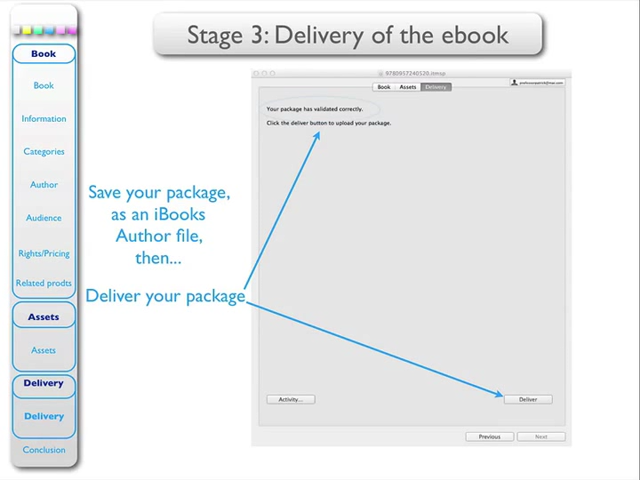 Stage 3: Delivery of the ebook
Book
Book
Information
Categories
Author
Audience
Rights/Pricing
Related prodts
Assets
Assets
Delivery
Delivery
Conclusion
Save your package,
as an iBooks
Author file,
then...
Deliver your package
Book Assets Delivery
Your package has validated correctly.
Click the deliver button to upload your package.
Activity...
Deliver
Previous
Next